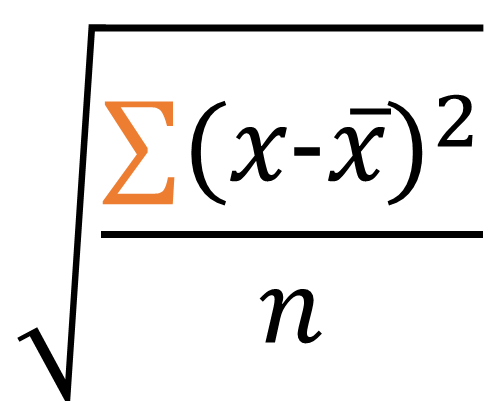 √
∑(x-x̄)²
n